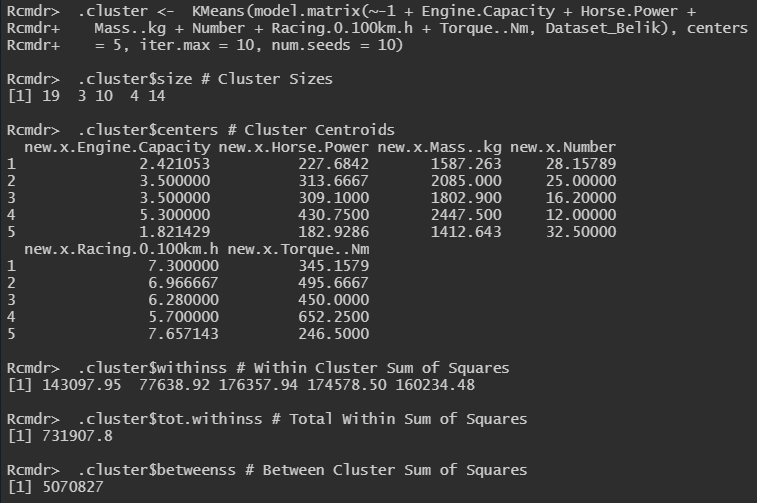 Rcmdr>  .cluster <-  KMeans(model.matrix(~-1 + Engine.Capacity + Horse.Power +
Rcmdr+    Mass..kg + Number + Racing.0.100km.h + Torque..Nm, Dataset_Belik), centers
Rcmdr+    = 5, iter.max = 10, num.seeds = 10)
Rcmdr>  .cluster$size # Cluster Sizes
[1] 19  3 10  4 14
Rcmdr>  .cluster$centers # Cluster Centroids
  new.x.Engine.Capacity new.x.Horse.Power new.x.Mass..kg new.x.Number
1              2.421053          227.6842       1587.263     28.15789
2              3.500000          313.6667       2085.000     25.00000
3              3.500000          309.1000       1802.900     16.20000
4              5.300000          430.7500       2447.500     12.00000
5              1.821429          182.9286       1412.643     32.50000
  new.x.Racing.0.100km.h new.x.Torque..Nm
1               7.300000         345.1579
2               6.966667         495.6667
3               6.280000         450.0000
4               5.700000         652.2500
5               7.657143         246.5000
Rcmdr>  .cluster$withinss # Within Cluster Sum of Squares
[1] 143097.95  77638.92 176357.94 174578.50 160234.48
Rcmdr>  .cluster$tot.withinss # Total Within Sum of Squares
[1] 731907.8
Rcmdr>  .cluster$betweenss # Between Cluster Sum of Squares
[1] 5070827